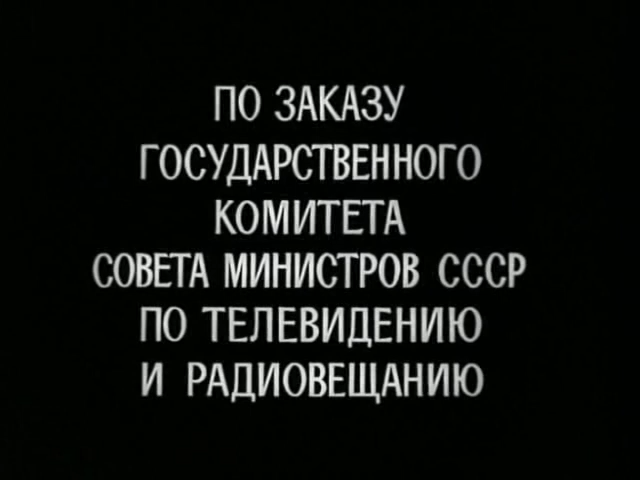 ПО ЗАКАЗУ
ГОСУДАРСТВЕННОГО
КОМИТЕТА
СОВЕТА МИНИСТРОВ СССР
ПО ТЕЛЕВИДЕНИЮ
И РАДИОВЕЩАНИЮ